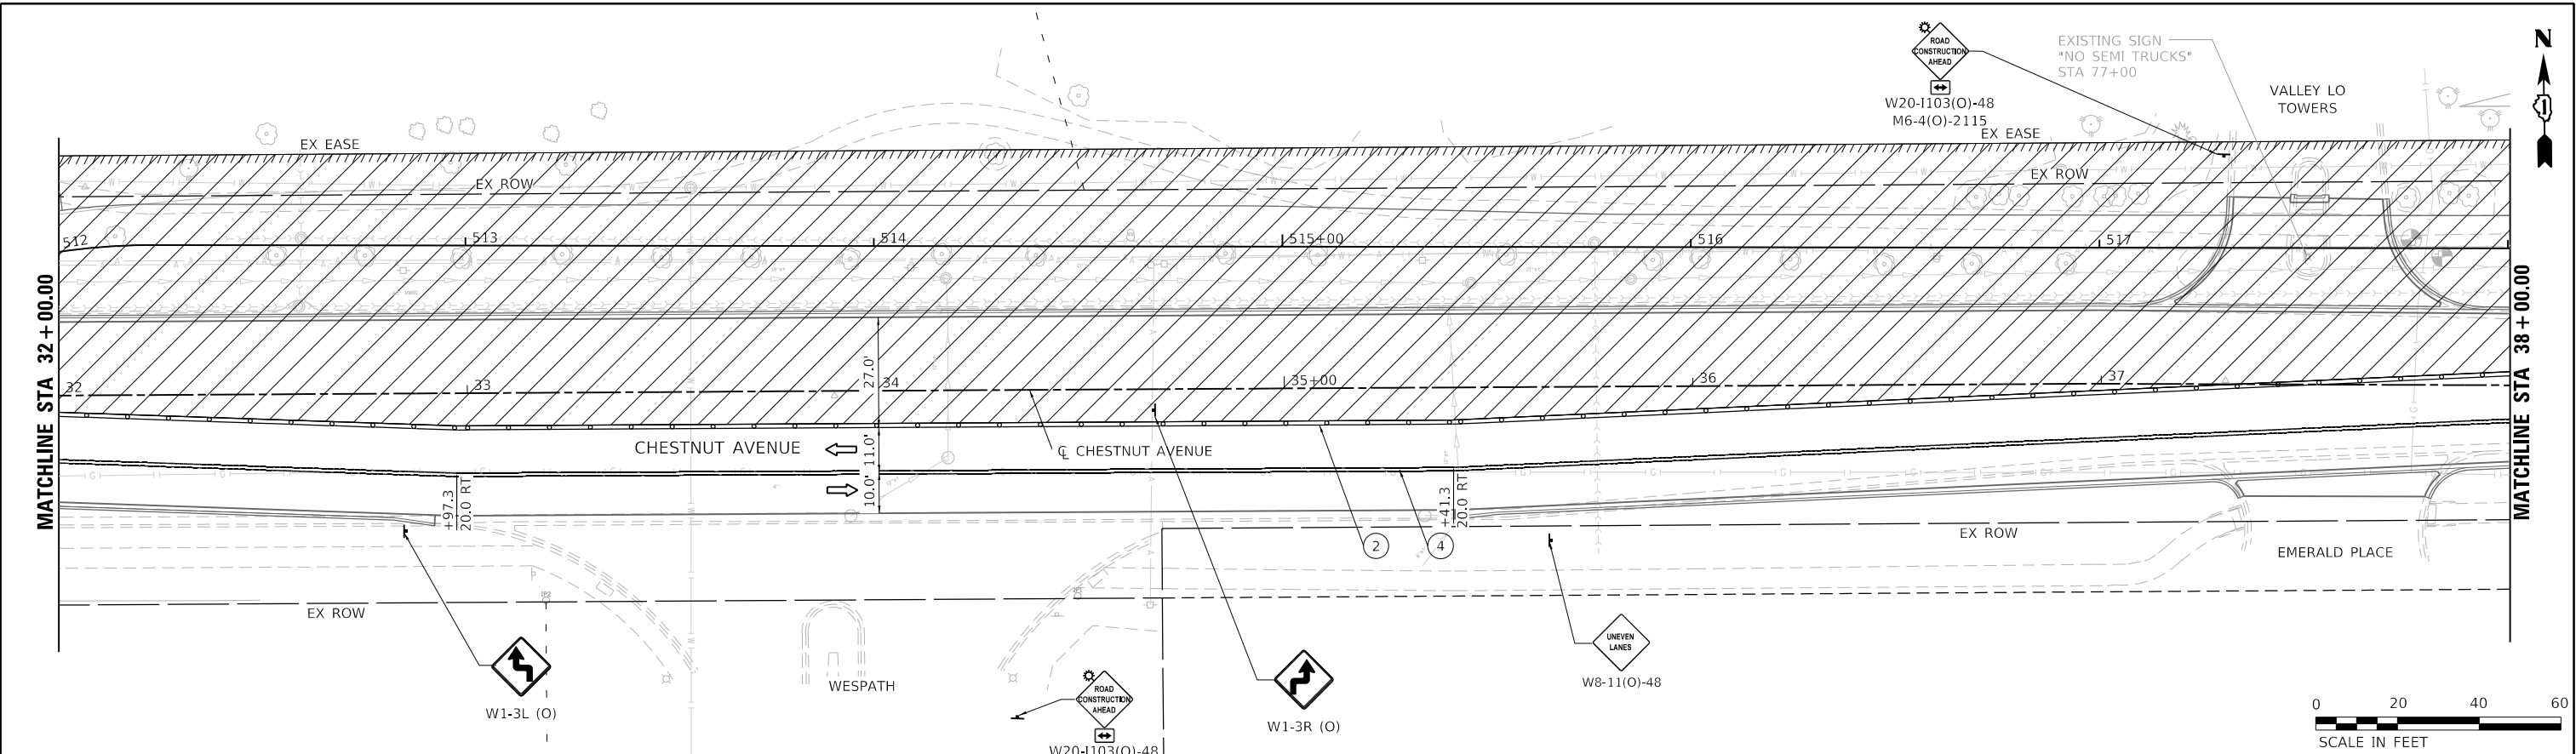 ROAD
CONSTRUCTION
AHEAD
W20-I103(O)-48
M6-4(O)-2115
EXISTING SIGN
"NO SEMI TRUCKS"
STA 77+00
VALLEY LO
TOWERS
N
1
EX EASE
EX EASE
EX ROW
EX ROW
512
513
514
515+00
516
517
MATCHLINE STA 32+00.00
MATCHLINE STA 38+00.00
32
33
34
35+00
36
37
27.0'
11.0'
10.0'
CHESTNUT AVENUE
℄ CHESTNUT AVENUE
+97.3
20.0 RT
+41.3
20.0 RT
2
4
EX ROW
EMERALD PLACE
EX ROW
W1-3L (O)
WESPATH
ROAD
CONSTRUCTION
AHEAD
W20-I103(O)-48
W1-3R (O)
UNEVEN
LANES
W8-11(O)-48
0 20 40 60
SCALE IN FEET